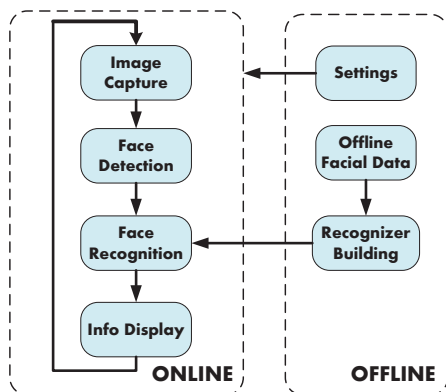 Image
Capture
Face
Detection
Face
Recognition
Info Display
ONLINE
Settings
Offline
Facial Data
Recognizer
Building
OFFLINE